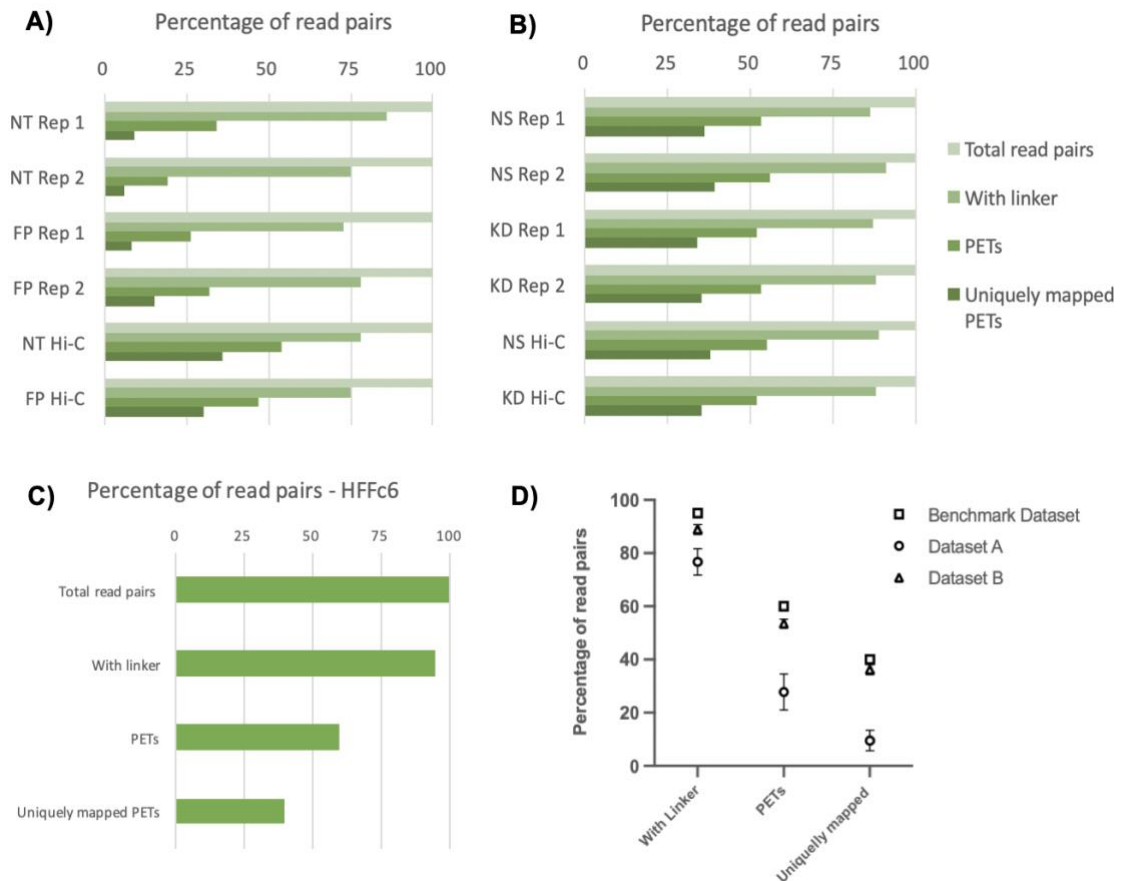 A)
Percentage of read pairs
0 25 50 75 100
NT Rep 1
NT Rep 2
FP Rep 1
FP Rep 2
NT Hi-C
FP Hi-C
B)
Percentage of read pairs
0 25 50 75 100
NS Rep 1
NS Rep 2
KD Rep 1
KD Rep 2
NS Hi-C
KD Hi-C
Total read pairs
With linker
PETs
Uniquely mapped
PETs
C)
Percentage of read pairs - HFFc6
0 25 50 75 100
Total read pairs
With linker
PETs
Uniquely mapped PETs
D)
Percentage of read pairs
100
80
60
40
20
0
With Linker
PETs
Uniquelly mapped
Benchmark Dataset
Dataset A
Dataset B